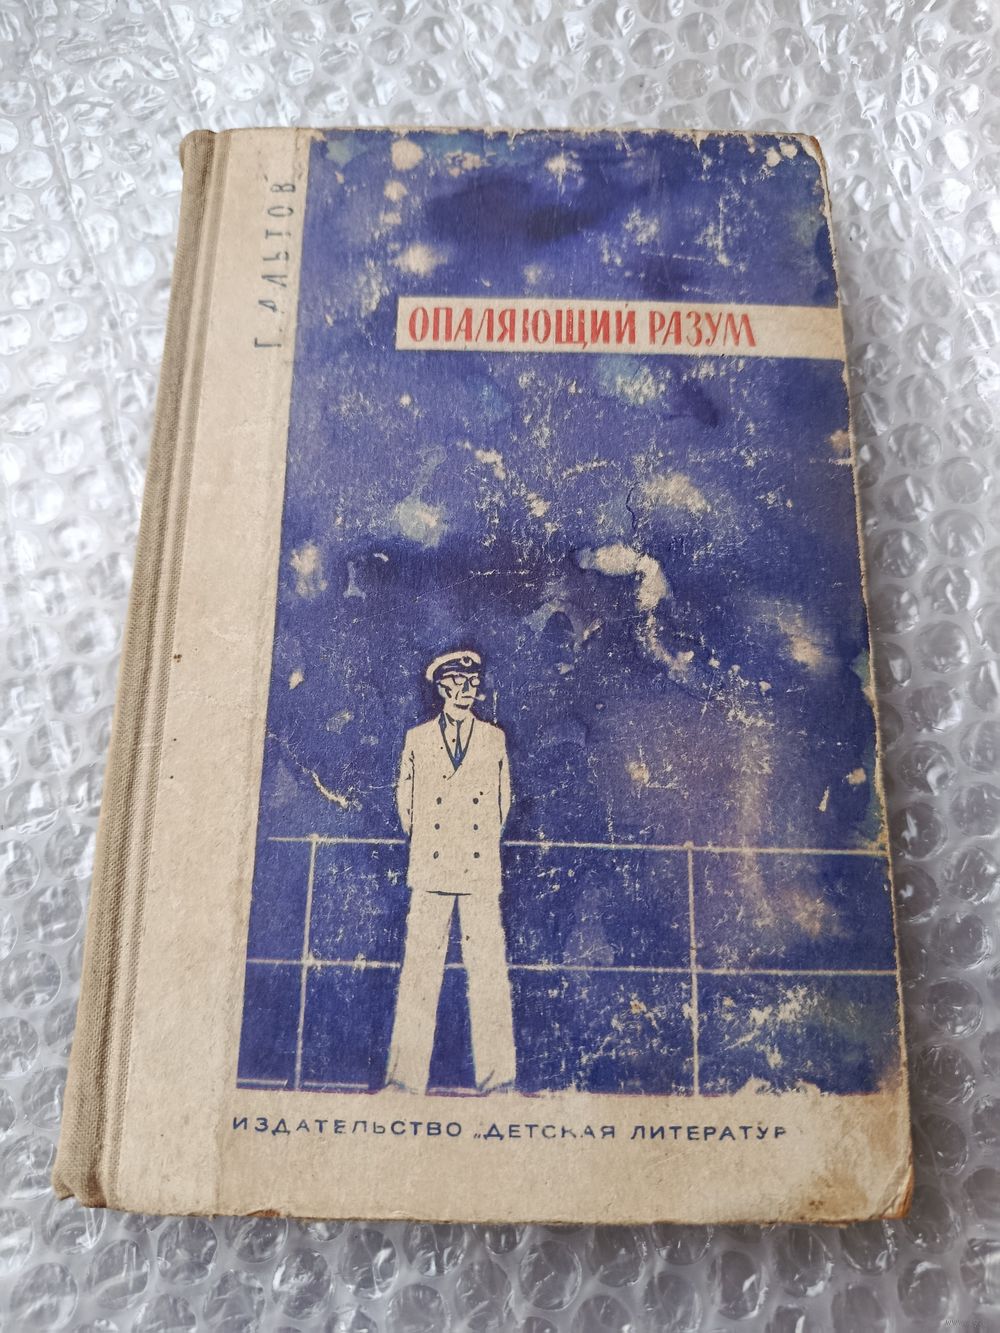 Г. АЛЬТОВ
ОПАЛЯЮЩИЙ РАЗУМ
ИЗДАТЕЛЬСТВО „ДЕТСКАЯ ЛИТЕРАТУР